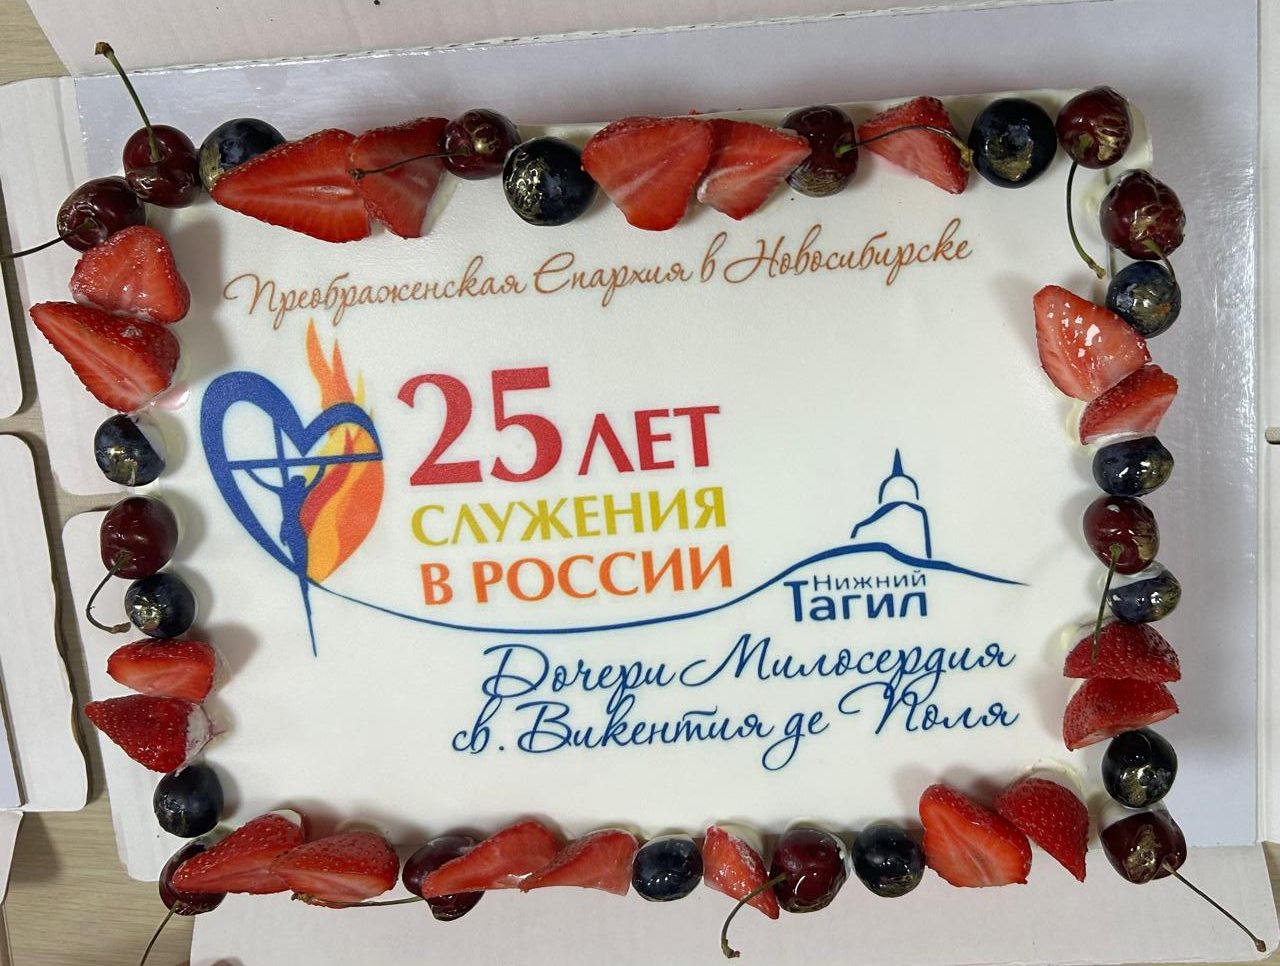 Преображенская Епархия в Новосибирске
25 ЛЕТ
СЛУЖЕНИЯ
В РОССИИ
Нижний
Тагил
Дочери Милосердия
св. Викентия де Поля